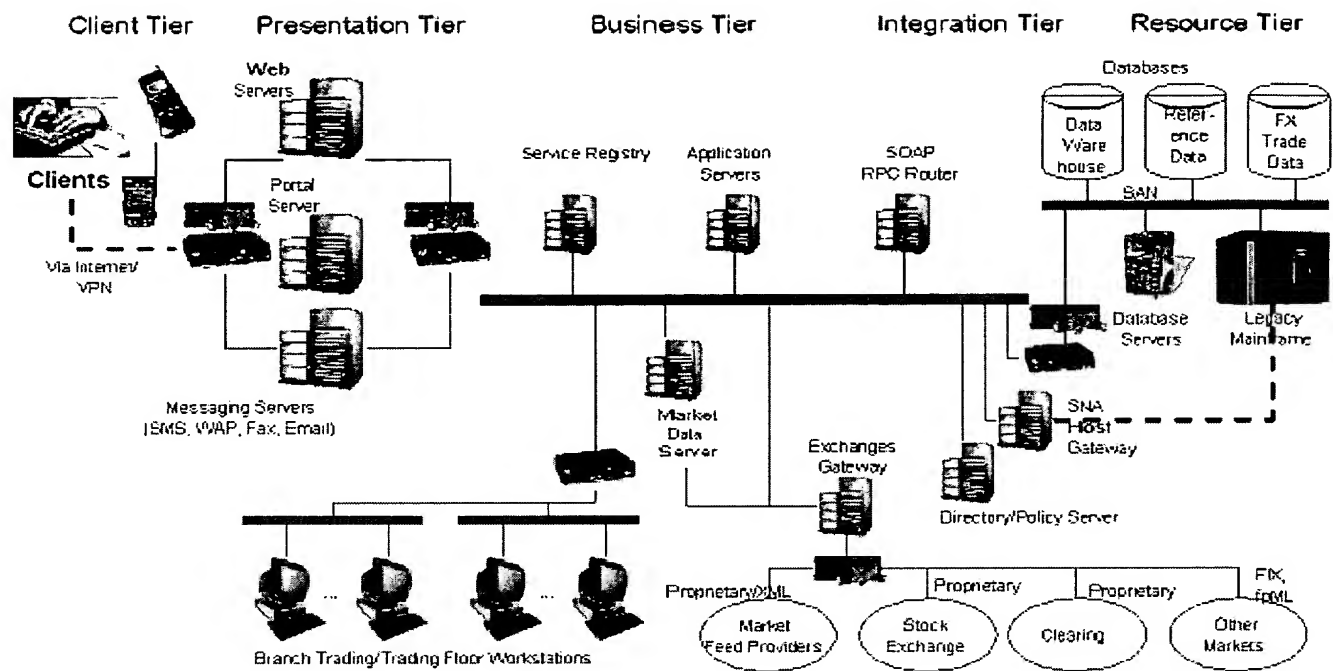 Client Tier
Presentation Tier
Business Tier
Integration Tier
Resource Tier
Web
Servers
Databases
Data
Ware
house
Refer-
ence
Data
FX
Trade
Data
Clients
Portal
Server
Service Registry
Application
Servers
SOAP
RPC Router
SAN
Via Internet/
VPN
Database
Servers
Legacy
Mainframe
Messaging Servers
(SMS, WAP, Fax, Email)
Market
Data
Server
SNA
Host
Gateway
Exchanges
Gateway
Directory/Policy Server
...
...
Proprietary/XML
Proprietary
Proprietary
FIX,
fpML
Market
Feed Providers
Stock
Exchange
Clearing
Other
Markets
Branch Trading/Trading Floor Workstations